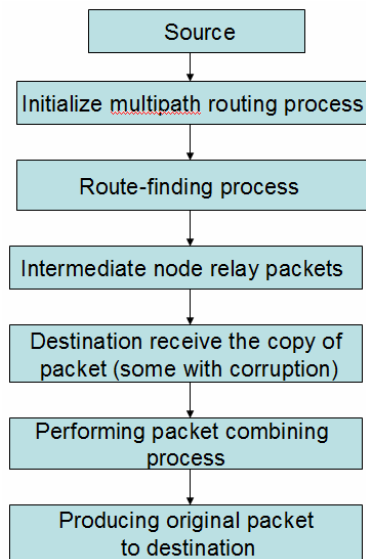 Source
Initialize multipath routing process
Route-finding process
Intermediate node relay packets
Destination receive the copy of
packet (some with corruption)
Performing packet combining
process
Producing original packet
to destination